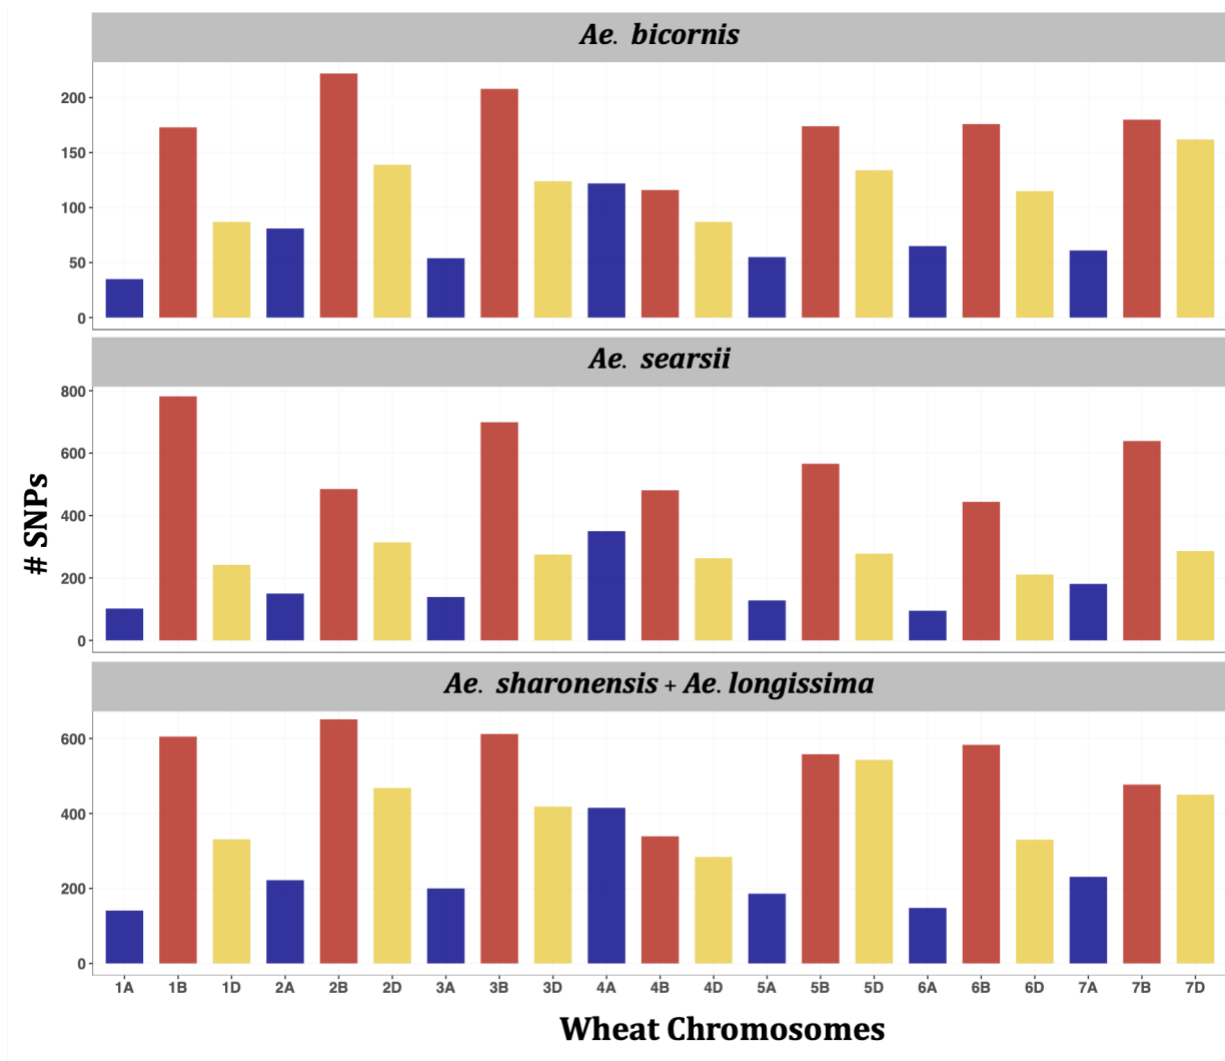 Ae. bicornis
200
150
100
50
0
Ae. searsii
800
600
400
200
0
# SNPs
Ae. sharonensis + Ae. longissima
600
400
200
0
1A 1B 1D 2A 2B 2D 3A 3B 3D 4A 4B 4D 5A 5B 5D 6A 6B 6D 7A 7B 7D
Wheat Chromosomes